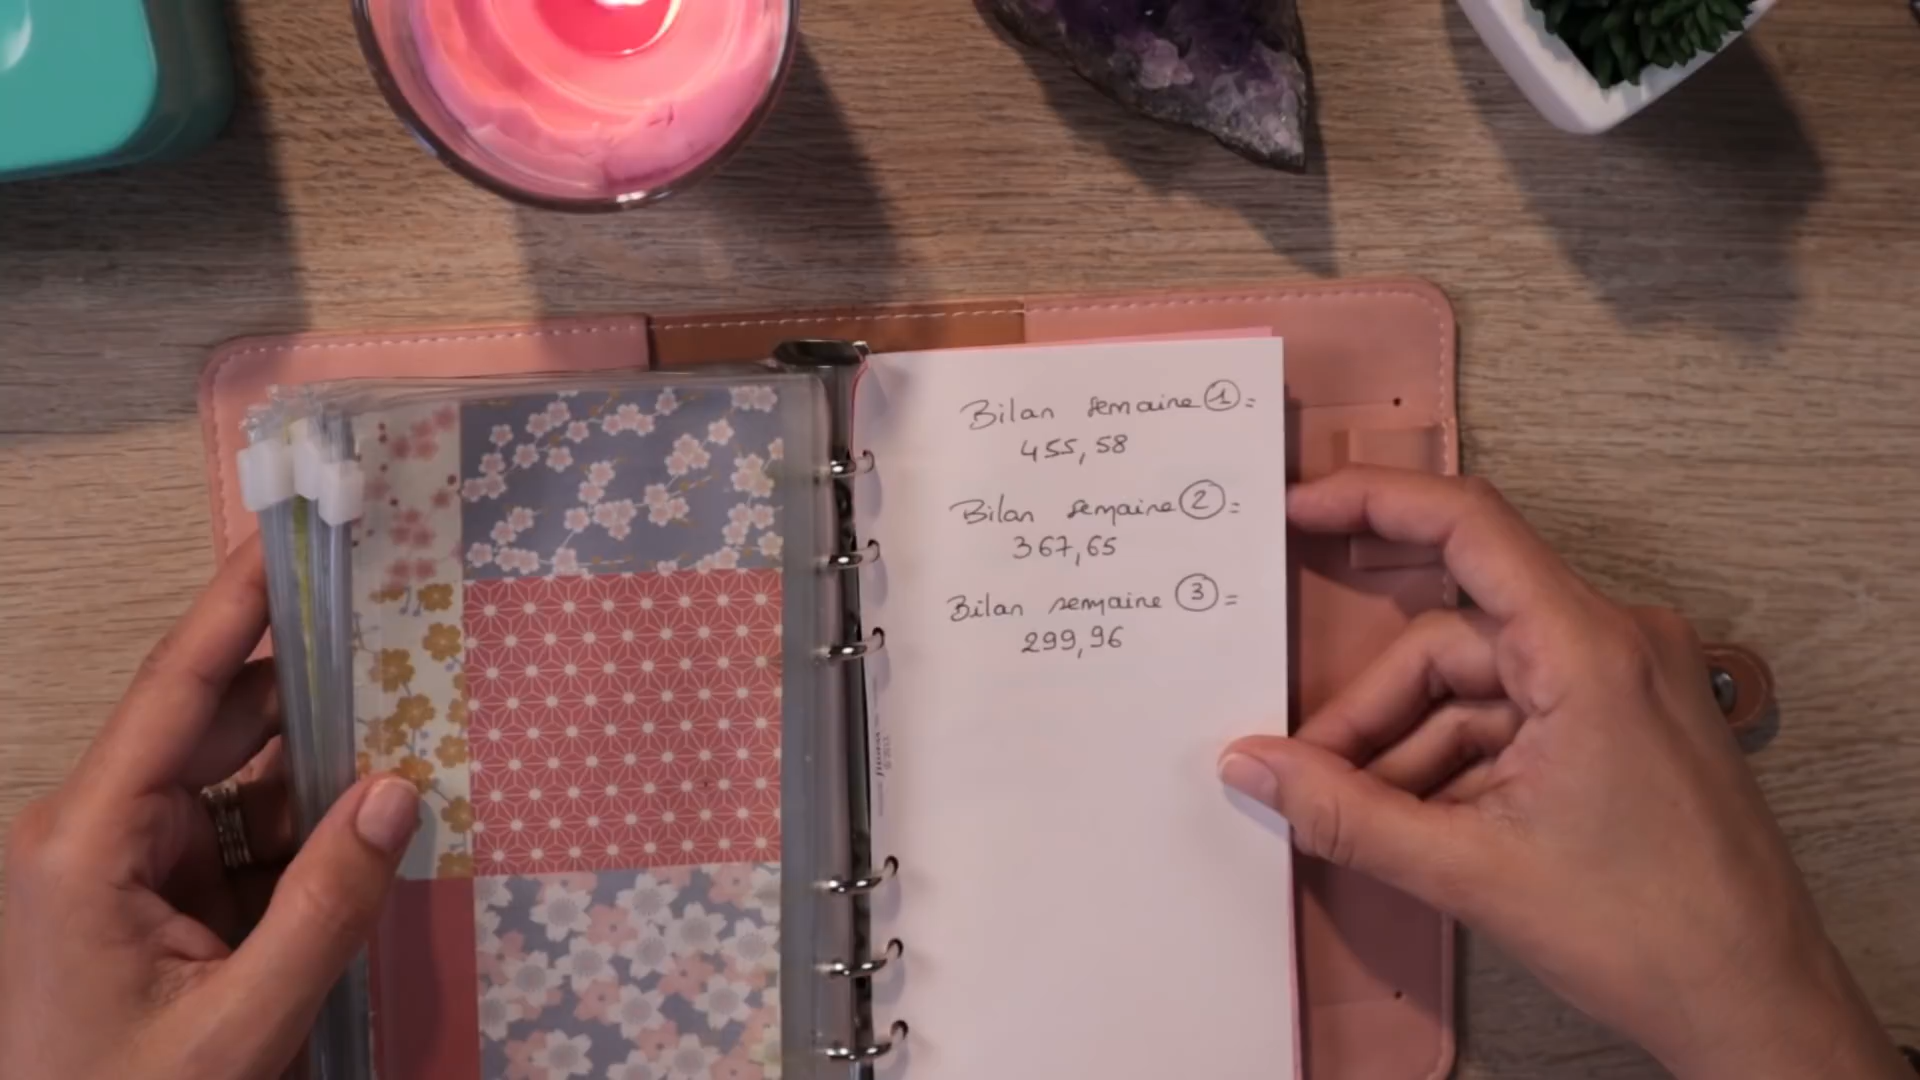 Bilan semaine ① =
455,58
Bilan semaine ② =
367,65
Bilan semaine ③ =
299,96